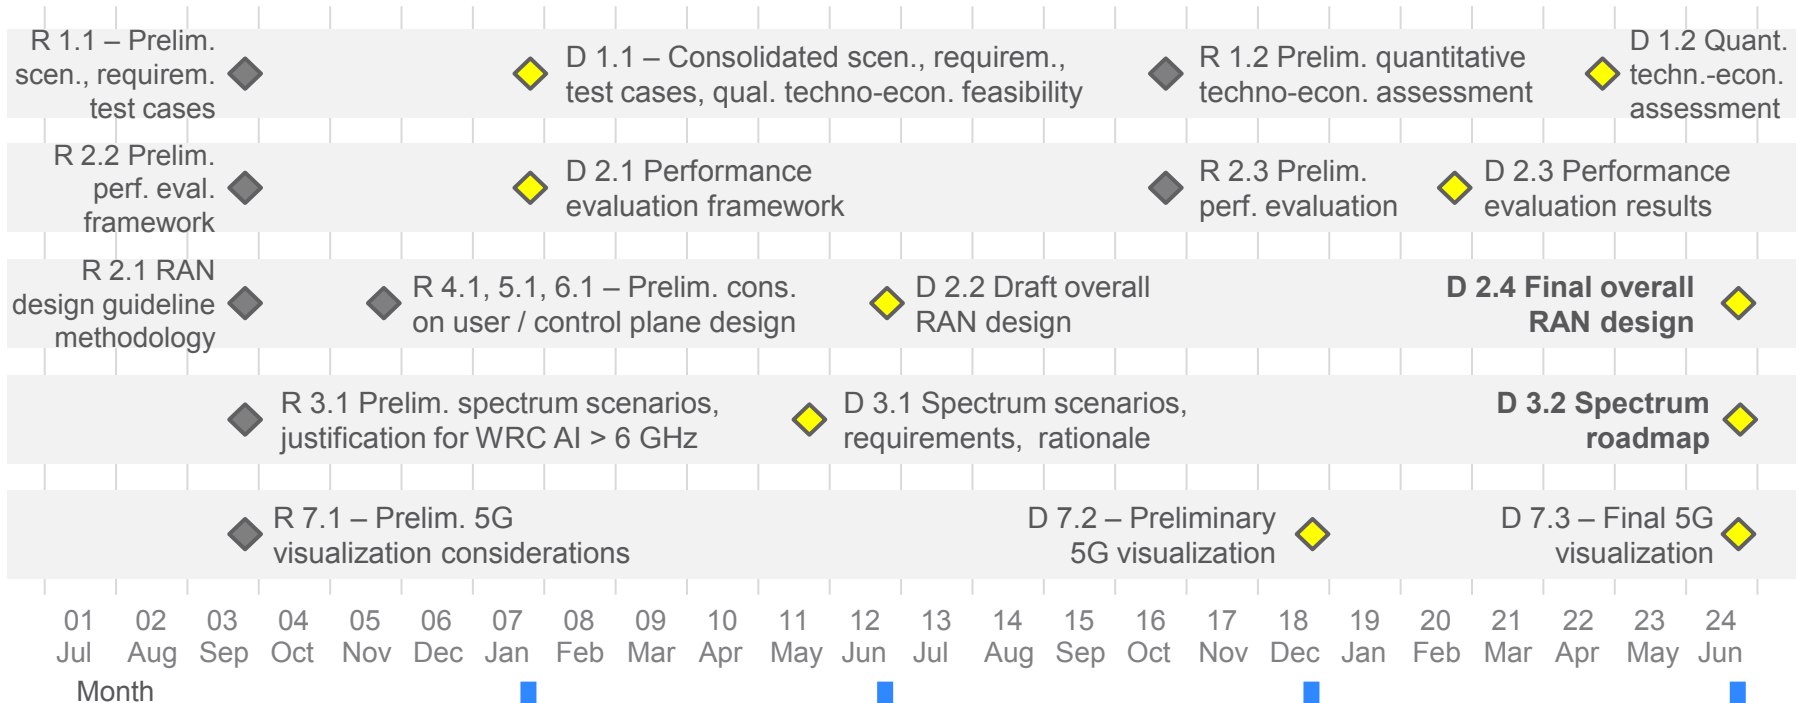 R 1.1 – Prelim.
scen., requirem.
test cases
D 1.1 – Consolidated scen., requirem.,
test cases, qual. techno-econ. feasibility
R 1.2 Prelim. quantitative
techno-econ. assessment
D 1.2 Quant.
techn.-econ.
assessment
R 2.2 Prelim.
perf. eval.
framework
D 2.1 Performance
evaluation framework
R 2.3 Prelim.
perf. evaluation
D 2.3 Performance
evaluation results
R 2.1 RAN
design guideline
methodology
R 4.1, 5.1, 6.1 – Prelim. cons.
on user / control plane design
D 2.2 Draft overall
RAN design
D 2.4 Final overall
RAN design
R 3.1 Prelim. spectrum scenarios,
justification for WRC AI > 6 GHz
D 3.1 Spectrum scenarios,
requirements, rationale
D 3.2 Spectrum
roadmap
R 7.1 – Prelim. 5G
visualization considerations
D 7.2 – Preliminary
5G visualization
D 7.3 – Final 5G
visualization
01 02 03 04 05 06 07 08 09 10 11 12 13 14 15 16 17 18 19 20 21 22 23 24
Jul Aug Sep Oct Nov Dec Jan Feb Mar Apr May Jun Jul Aug Sep Oct Nov Dec Jan Feb Mar Apr May Jun
Month